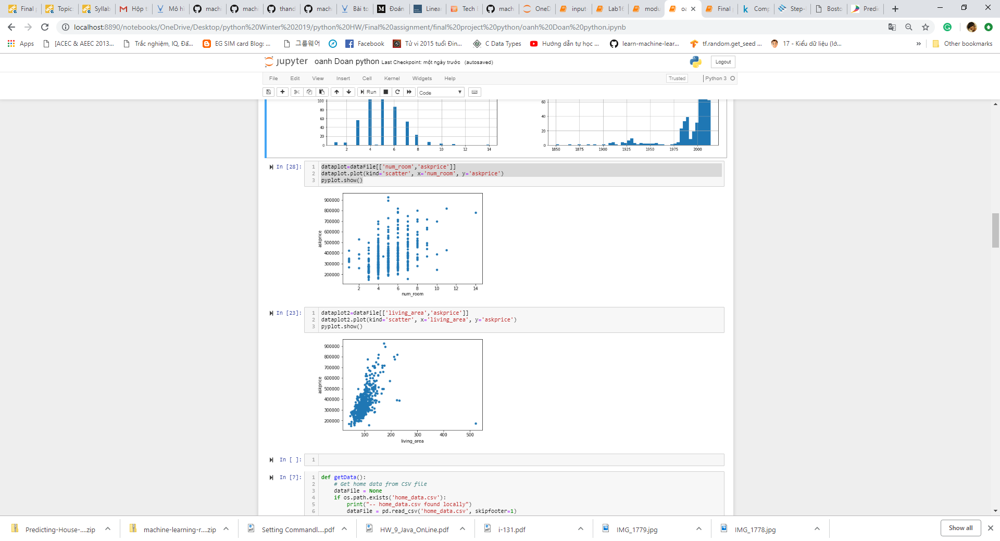 Final
Topic
Syllab
Hộp t
Mô hì
machi
machi
thand
machi
Bài to
Đoán
Linear
Tech E
machi
OneD
input-
Lab16
modu
oa
Final
Comp
Step-
Bosto
Predic
localhost:8890/notebooks/OneDrive/Desktop/python%20Winter%202019/python%20HW/Final%20assignment/final%20project%20python/oanh%20Doan%20python.ipynb
Apps
[ACEC & AEEC 2013...
Trắc nghiệm, IQ, Đấ...
EG SIM card Blog: ...
그룹웨어
Facebook
Tử vi 2015 tuổi Đin...
C Data Types
Hướng dẫn tự học ...
learn-machine-lear...
tf.random.get_seed ...
17 - Kiểu dữ liệu (lớ...
»
Other bookmarks
jupyter oanh Doan python Last Checkpoint: một ngày trước (autosaved)
Logout
File Edit View Insert Cell Kernel Widgets Help
Trusted
Python 3
Run
Code
100
80
60
40
20
0
2 4 6 8 10 12 14
60
40
20
0
1850 1875 1900 1925 1950 1975 2000
In [28]:
1 dataplot=dataFile[['num_room','askprice']]
2 dataplot.plot(kind='scatter', x='num_room', y='askprice')
3 pyplot.show()
900000
800000
700000
600000
500000
400000
300000
200000
askprice
2 4 6 8 10 12 14
num_room
In [23]:
1 dataplot2=dataFile[['living_area','askprice']]
2 dataplot2.plot(kind='scatter', x='living_area', y='askprice')
3 pyplot.show()
900000
800000
700000
600000
500000
400000
300000
200000
askprice
100 200 300 400 500
living_area
In [ ]:
1
In [7]:
1 def getData():
2 # Get home data from CSV file
3 dataFile = None
4 if os.path.exists('home_data.csv'):
5 print("-- home_data.csv found locally")
6 dataFile = pd.read_csv('home_data.csv', skipfooter=1)
Predicting-House-....zip
machine-learning-r....zip
Setting Commandl....pdf
HW_9_Java_OnLine.pdf
i-131.pdf
IMG_1779.jpg
IMG_1778.jpg
Show all